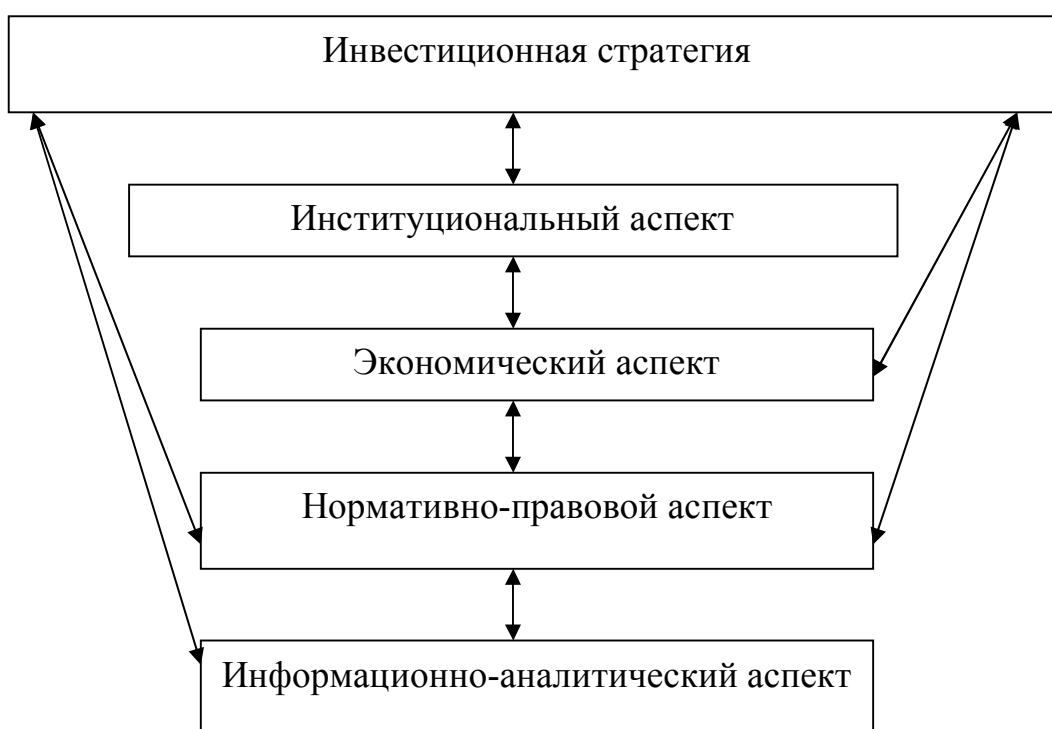 Инвестиционная стратегия
Институциональный аспект
Экономический аспект
Нормативно-правовой аспект
Информационно-аналитический аспект